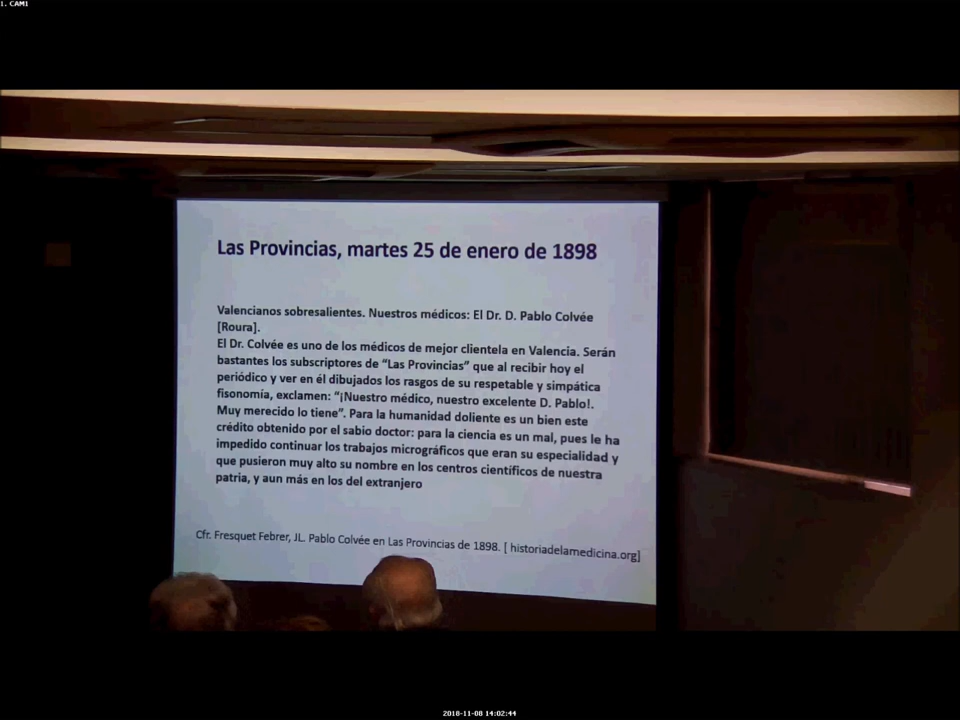 1. CAM1
Las Provincias, martes 25 de enero de 1898
Valencianos sobresalientes. Nuestros médicos: El Dr. D. Pablo Colvée
[Roura].
El Dr. Colvée es uno de los médicos de mejor clientela en Valencia. Serán
bastantes los subscriptores de “Las Provincias” que al recibir hoy el
periódico y ver en él dibujados los rasgos de su respetable y simpática
fisonomía, exclamen: “¡Nuestro médico, nuestro excelente D. Pablo!.
Muy merecido lo tiene”. Para la humanidad doliente es un bien este
crédito obtenido por el sabio doctor: para la ciencia es un mal, pues le ha
impedido continuar los trabajos micrográficos que eran su especialidad y
que pusieron muy alto su nombre en los centros científicos de nuestra
patria, y aun más en los del extranjero
Cfr. Fresquet Febrer, JL. Pablo Colvée en Las Provincias de 1898. [ historiadelamedicina.org]
2018-11-08 14:02:44